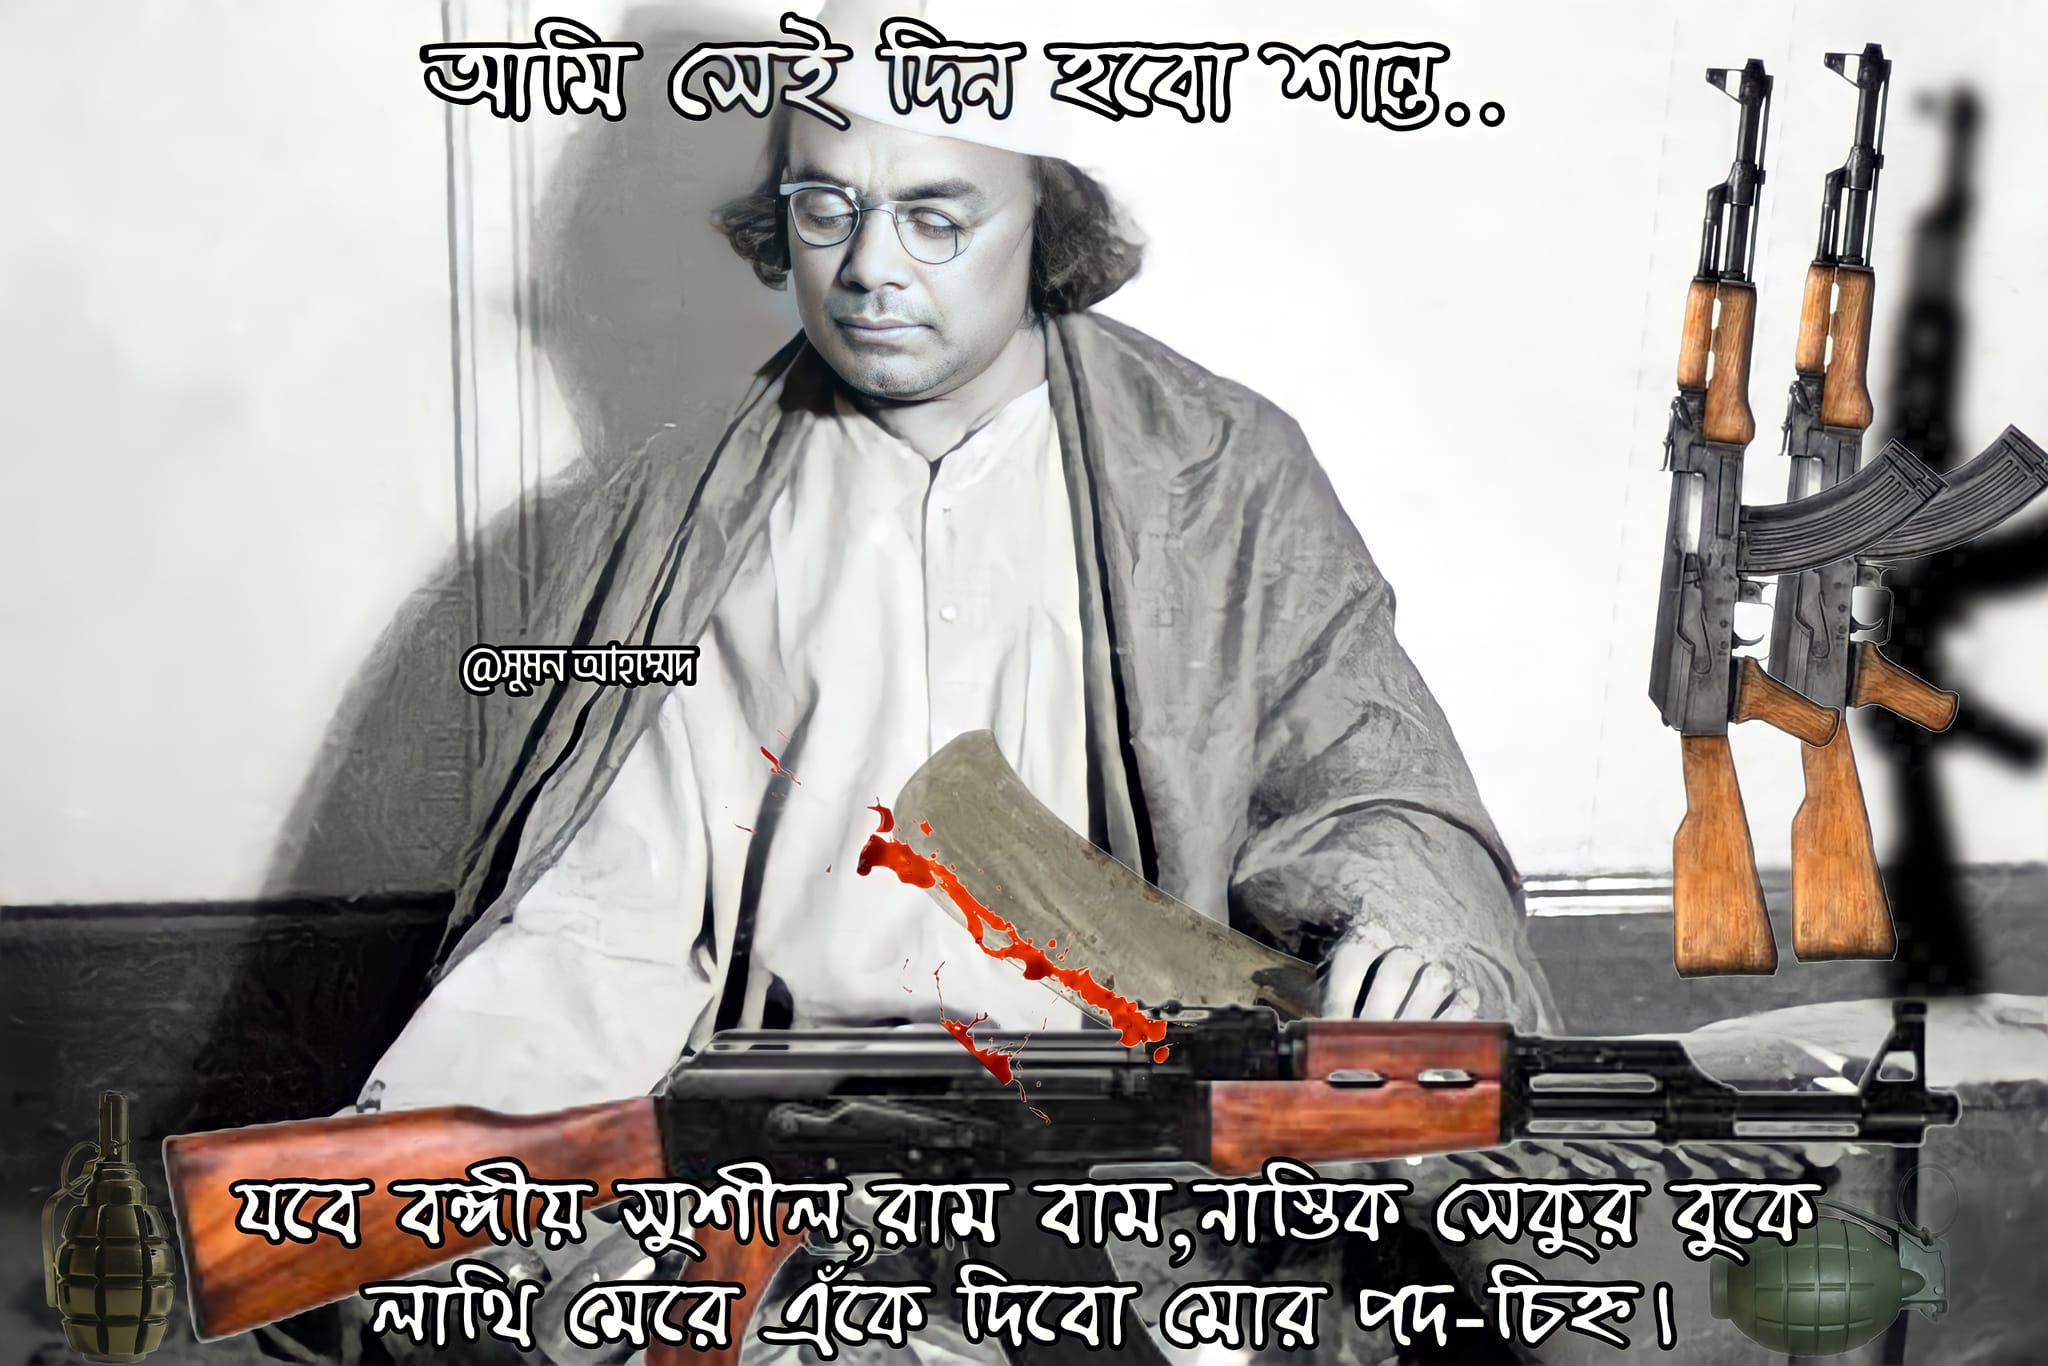 আমি সেই দিন হবো শান্ত..
@সুমন আহম্মেদ
যবে বঙ্গীয় সুশীল,রাম বাম,নাস্তিক সেকুর বুকে
লাথি মেরে এঁকে দিবো মোর পদ-চিহ্ন।